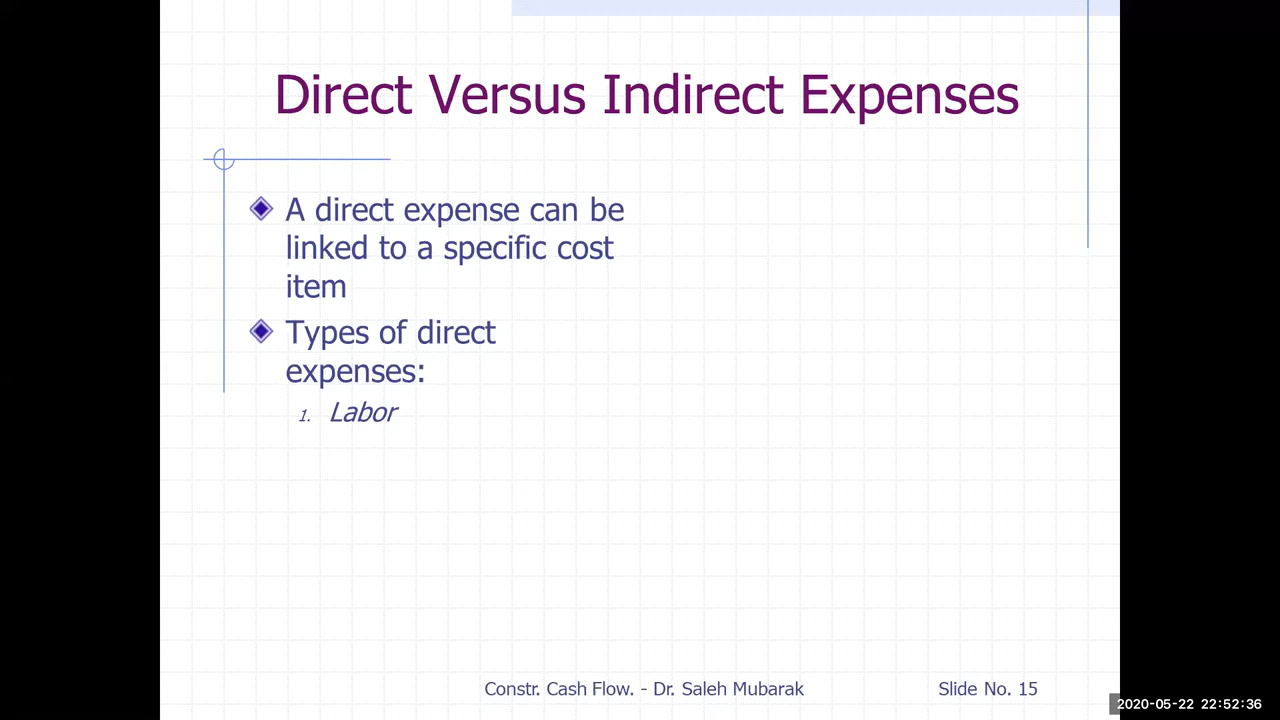 Direct Versus Indirect Expenses
A direct expense can be
linked to a specific cost
item
Types of direct
expenses:
1. Labor
Constr. Cash Flow. - Dr. Saleh Mubarak
Slide No. 15
2020-05-22 22:52:36